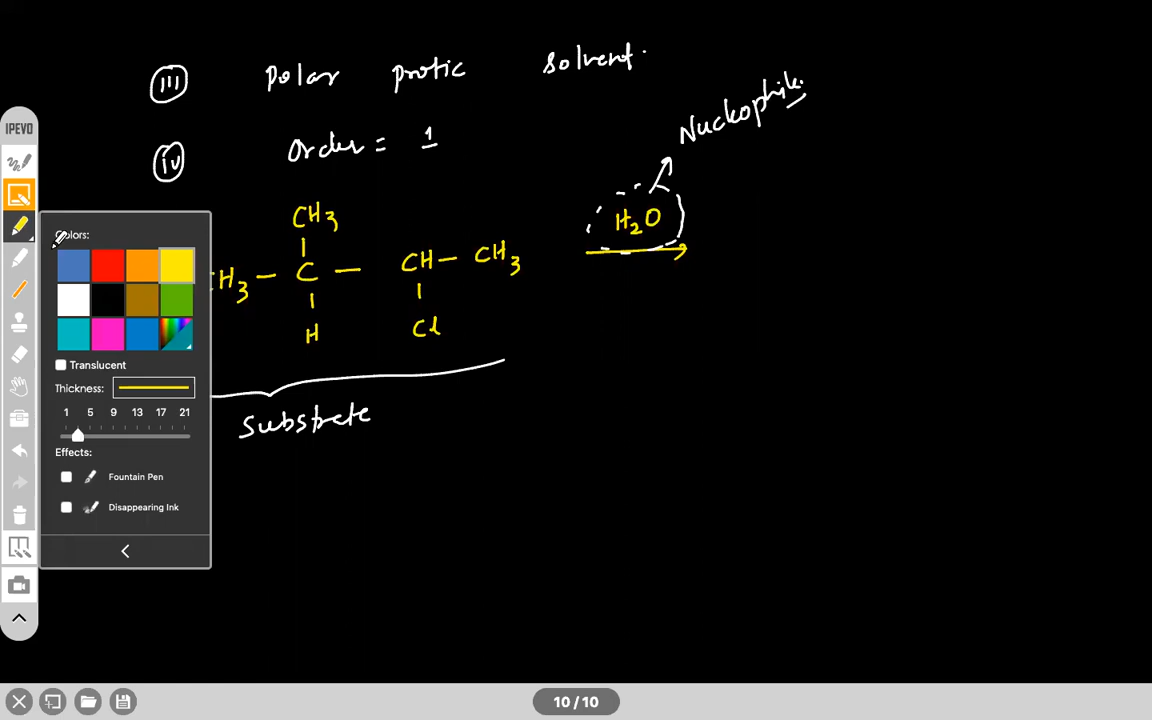 (iii) Polar protic solvent.
(iv) Order = 1
Nucleophile.
IPEVO
Colors:
CH3
H2O
H3 — C — CH — CH3
H Cl
Translucent
Thickness:
1 5 9 13 17 21
Substrate
Effects:
Fountain Pen
Disappearing Ink
10 / 10